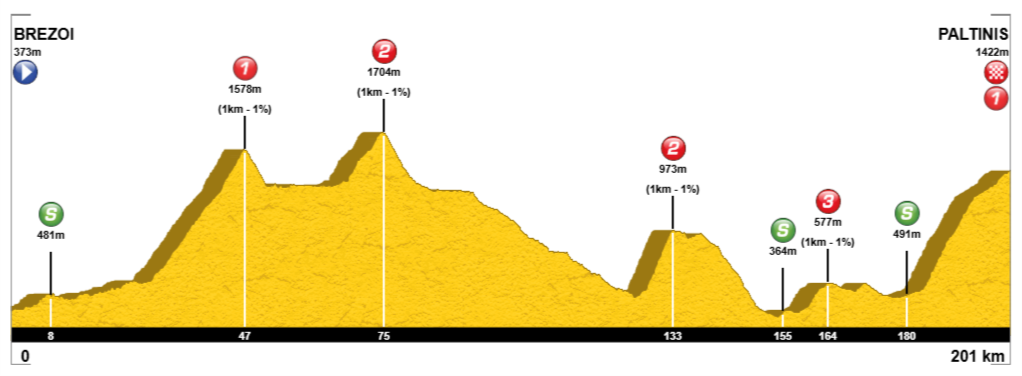 BREZOI
373m
S
481m
1
1578m
(1km - 1%)
2
1704m
(1km - 1%)
2
973m
(1km - 1%)
S
364m
3
577m
(1km - 1%)
S
491m
PALTINIS
1422m
1
8
47
75
133
155
164
180
0
201 km